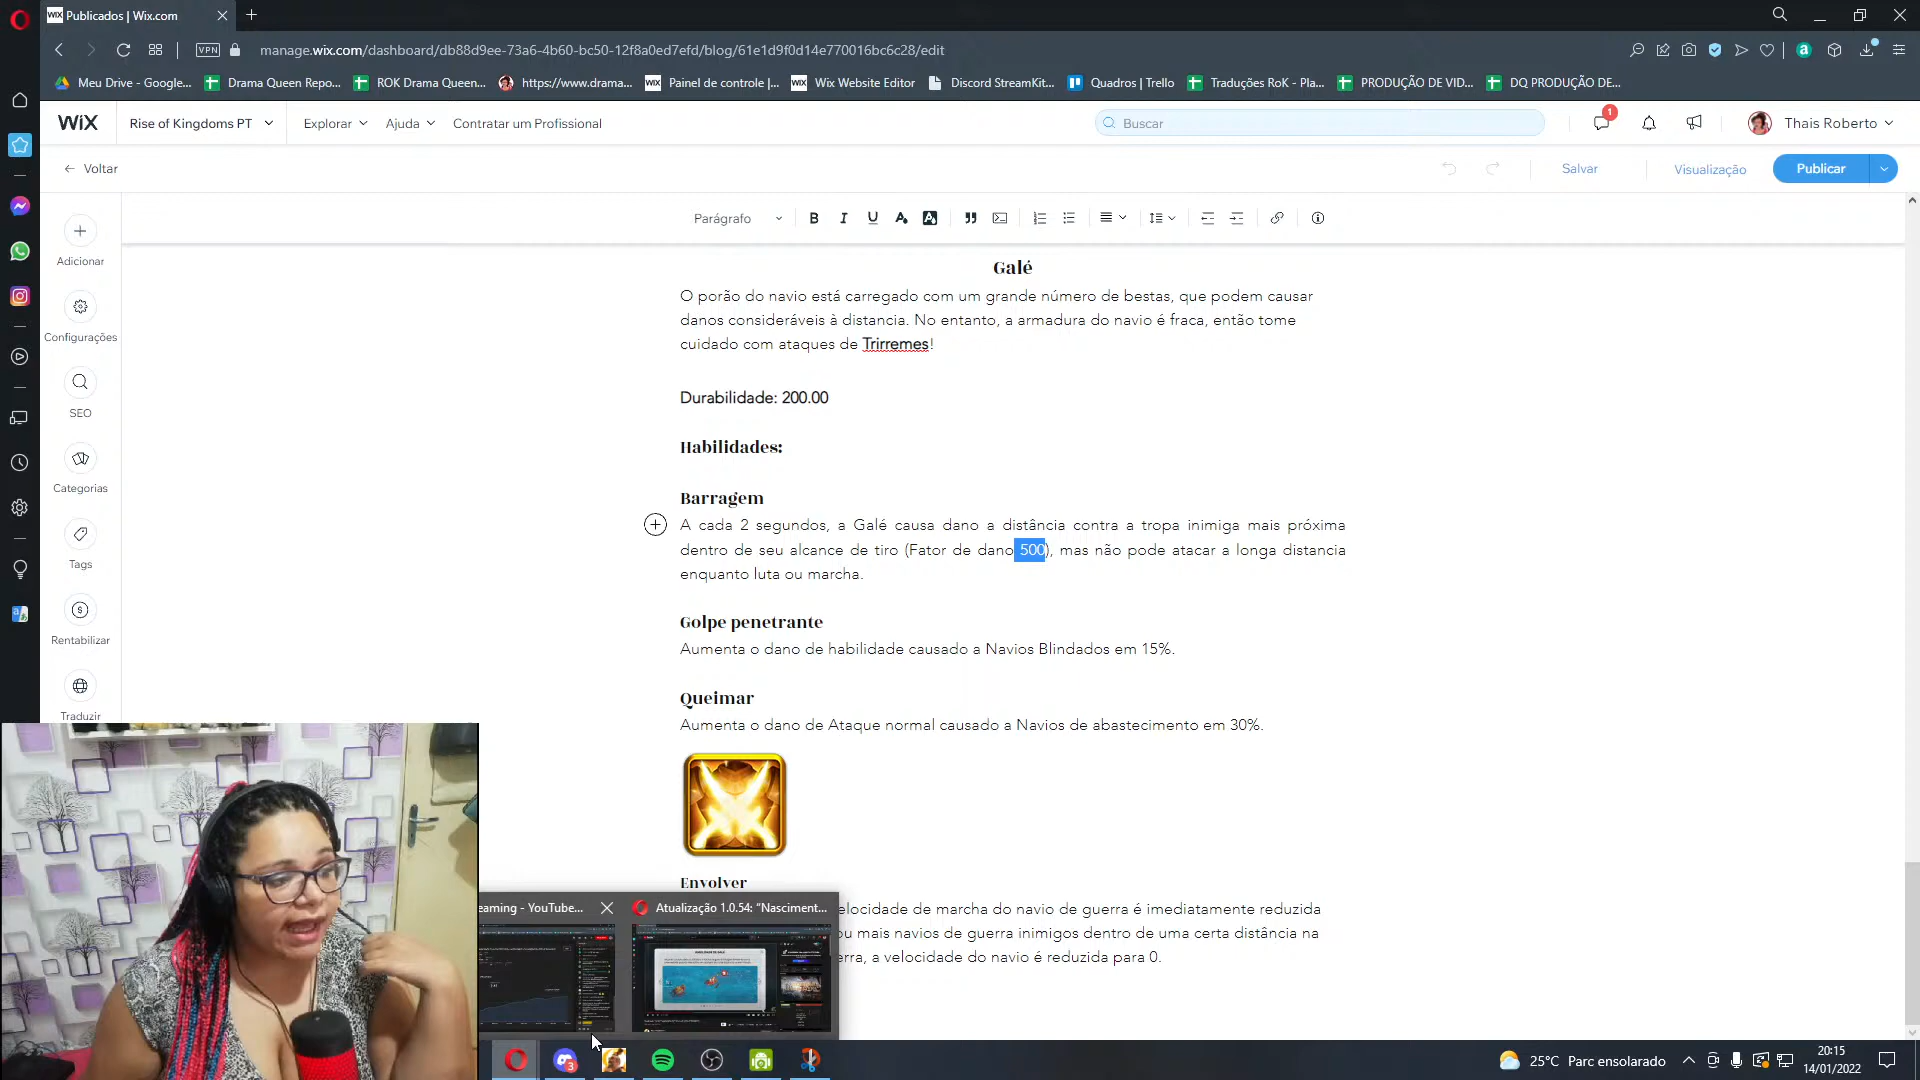 Publicados | Wix.com
VPN
manage.wix.com/dashboard/db88d9ee-73a6-4b60-bc50-12f8a0ed7efd/blog/61e1d9f0d14e770016bc6c28/edit
Meu Drive - Google...
Drama Queen Repo...
ROK Drama Queen...
https://www.drama...
Painel de controle |...
Wix Website Editor
Discord StreamKit...
Quadros | Trello
Traduções RoK - Pla...
PRODUÇÃO DE VID...
DQ PRODUÇÃO DE...
WiX
Rise of Kingdoms PT
Explorar
Ajuda
Contratar um Profissional
Buscar
1
Thais Roberto
Voltar
Salvar
Visualização
Publicar
Parágrafo
Adicionar
Configurações
SEO
Categorias
Tags
Rentabilizar
Traduzir
Galé
O porão do navio está carregado com um grande número de bestas, que podem causar
danos consideráveis à distancia. No entanto, a armadura do navio é fraca, então tome
cuidado com ataques de Trirremes!
Durabilidade: 200.00
Habilidades:
Barragem
A cada 2 segundos, a Galé causa dano a distância contra a tropa inimiga mais próxima
dentro de seu alcance de tiro (Fator de dano 500), mas não pode atacar a longa distancia
enquanto luta ou marcha.
Golpe penetrante
Aumenta o dano de habilidade causado a Navios Blindados em 15%.
Queimar
Aumenta o dano de Ataque normal causado a Navios de abastecimento em 30%.
Envolver
elocidade de marcha do navio de guerra é imediatamente reduzida
ou mais navios de guerra inimigos dentro de uma certa distância na
erra, a velocidade do navio é reduzida para 0.
eaming - YouTube...
Atualização 1.0.54: "Nasciment...
3
25°C Parc ensolarado
20:15
14/01/2022